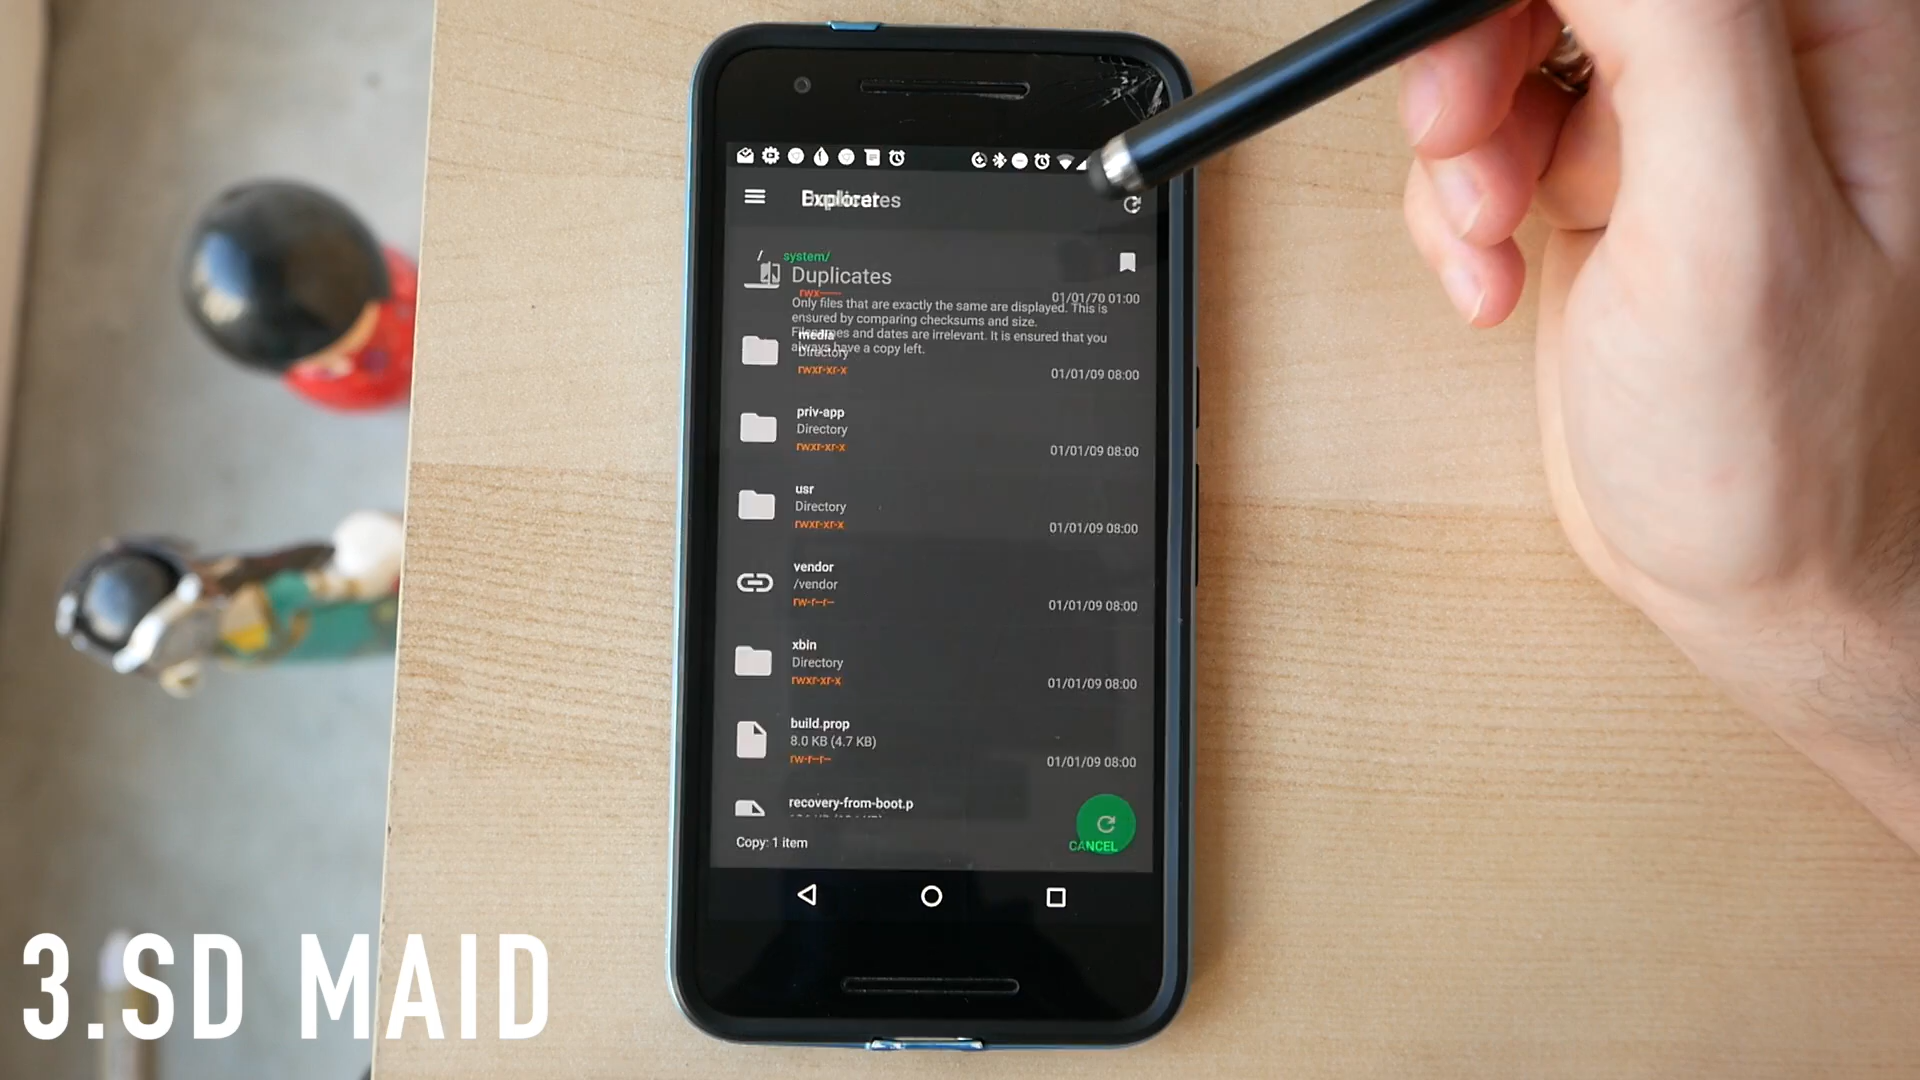 Explorer
Duplicates
/ system/
Duplicates
rwx------
01/01/70 01:00
Only files that are exactly the same are displayed. This is
ensured by comparing checksums and size.
Filenames and dates are irrelevant. It is ensured that you
always have a copy left.
media
Directory
rwxr-xr-x
01/01/09 08:00
priv-app
Directory
rwxr-xr-x
01/01/09 08:00
usr
Directory
rwxr-xr-x
01/01/09 08:00
vendor
/vendor
rw-r--r--
01/01/09 08:00
xbin
Directory
rwxr-xr-x
01/01/09 08:00
build.prop
8.0 KB (4.7 KB)
rw-r--r--
01/01/09 08:00
recovery-from-boot.p
Copy: 1 item
CANCEL
3.SD MAID